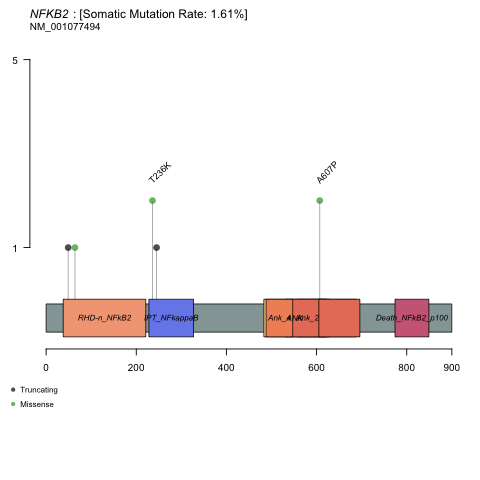 NFKB2 : [Somatic Mutation Rate: 1.61%]
NM_001077494
5
T236K
A607P
1
RHD-n_NFkB2
IPT_NFkappaB
Ank_2
Death_NFkB2_p100
0
200
400
600
800
900
Truncating
Missense